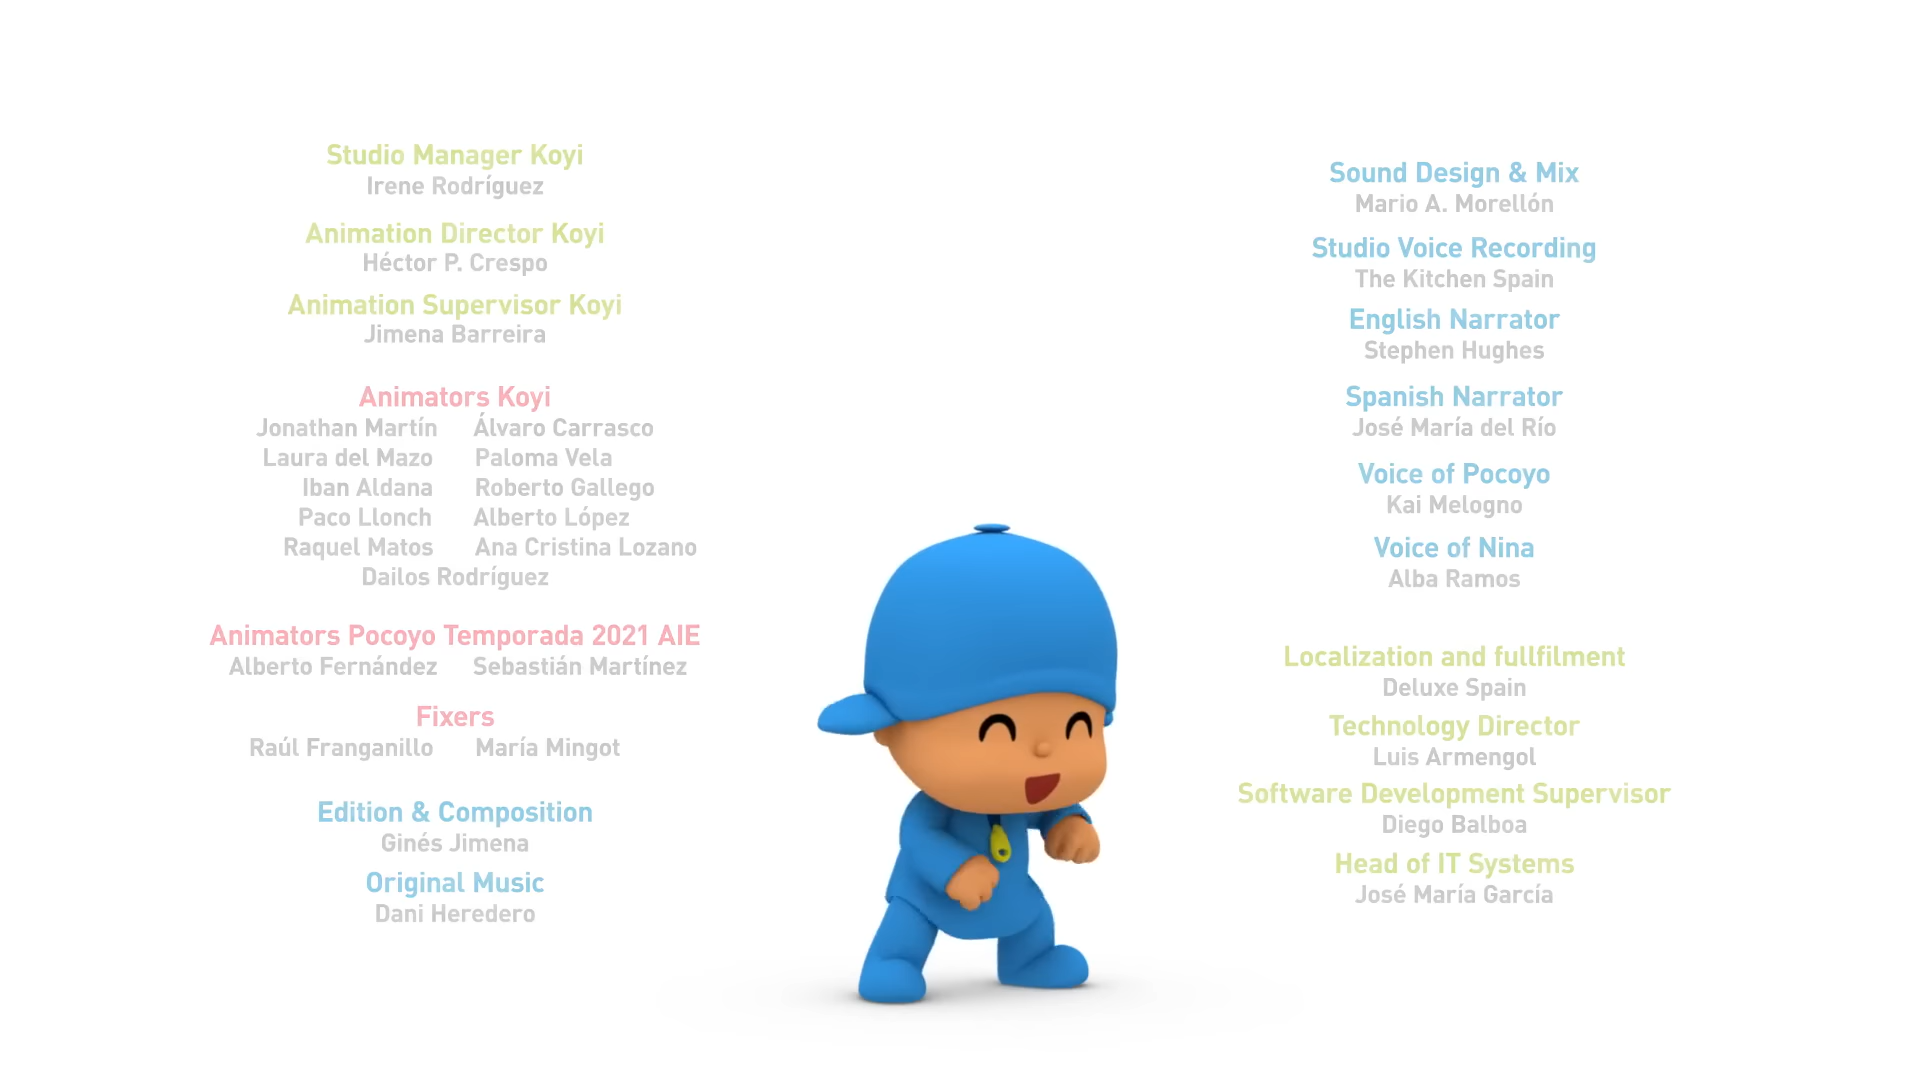 Studio Manager Koyi
Irene Rodríguez
Animation Director Koyi
Héctor P. Crespo
Animation Supervisor Koyi
Jimena Barreira
Animators Koyi
Jonathan Martín Álvaro Carrasco
Laura del Mazo Paloma Vela
Iban Aldana Roberto Gallego
Paco Llonch Alberto López
Raquel Matos Ana Cristina Lozano
Dailos Rodríguez
Animators Pocoyo Temporada 2021 AIE
Alberto Fernández Sebastián Martínez
Fixers
Raúl Franganillo María Mingot
Edition & Composition
Ginés Jimena
Original Music
Dani Heredero
Sound Design & Mix
Mario A. Morellón
Studio Voice Recording
The Kitchen Spain
English Narrator
Stephen Hughes
Spanish Narrator
José María del Río
Voice of Pocoyo
Kai Melogno
Voice of Nina
Alba Ramos
Localization and fullfilment
Deluxe Spain
Technology Director
Luis Armengol
Software Development Supervisor
Diego Balboa
Head of IT Systems
José María García